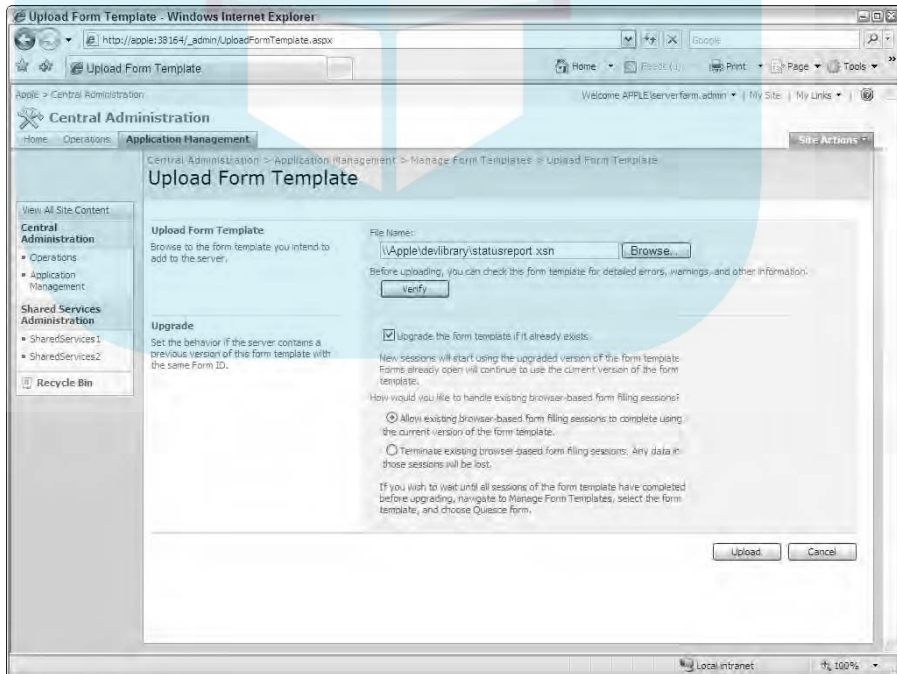 Upload Form Template - Windows Internet Explorer
http://apple:38164/_admin/UploadFormTemplate.aspx
Google
Upload Form Template
Home
Print
Page
Tools
Apple > Central Administration
Welcome APPLE\serverfarm.admin
My Site
My Links
Central Administration
Home
Operations
Application Management
Site Actions
Central Administration > Application Management > Manage Form Templates > Upload Form Template
Upload Form Template
View All Site Content
Central
Administration
Operations
Application
Management
Shared Services
Administration
SharedServices1
SharedServices2
Recycle Bin
Upload Form Template
Browse to the form template you intend to
add to the server.
File Name:
\\Apple\devlibrary\statusreport.xsn
Browse...
Before uploading, you can check this form template for detailed errors, warnings, and other information.
Verify
Upgrade
Set the behavior if the server contains a
previous version of this form template with
the same Form ID.
Upgrade the form template if it already exists
New sessions will start using the upgraded version of the form template.
Forms already open will continue to use the current version of the form
template.
How would you like to handle existing browser-based form filling sessions?
Allow existing browser-based form filling sessions to complete using
the current version of the form template.
Terminate existing browser-based form filling sessions. Any data in
those sessions will be lost.
If you wish to wait until all sessions of the form template have completed
before upgrading, navigate to Manage Form Templates, select the form
template, and choose Quiesce form.
Upload
Cancel
Local intranet
100%